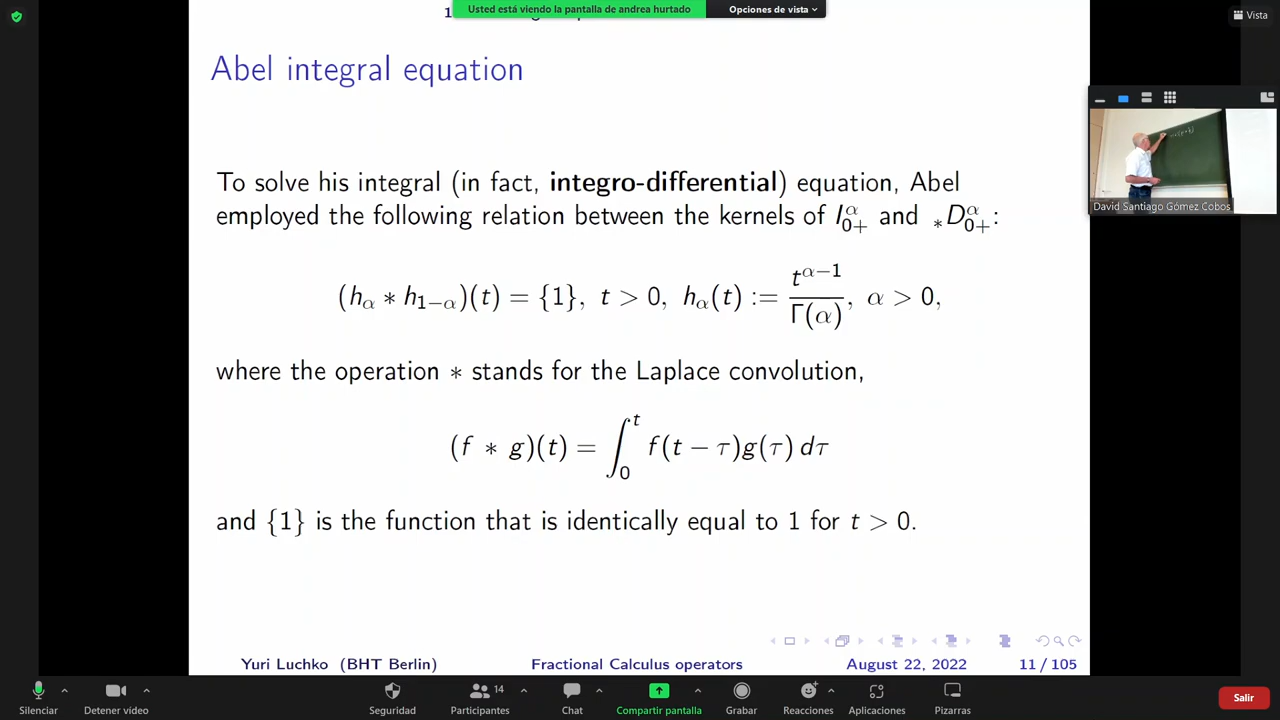 Usted está viendo la pantalla de andrea hurtado
Opciones de vista
Vista
Abel integral equation
To solve his integral (in fact, integro-differential) equation, Abel
employed the following relation between the kernels of I^α_{0+} and _*D^α_{0+}:
(h_α * h_{1−α})(t) = {1}, t > 0, h_α(t) := t^{α−1}/Γ(α), α > 0,
where the operation * stands for the Laplace convolution,
(f * g)(t) = ∫_0^t f(t − τ)g(τ) dτ
and {1} is the function that is identically equal to 1 for t > 0.
David Santiago Gómez Cobos
Yuri Luchko (BHT Berlin) Fractional Calculus operators August 22, 2022 11 / 105
Silenciar Detener vídeo Seguridad Participantes 14 Chat Compartir pantalla Grabar Reacciones Aplicaciones Pizarras Salir